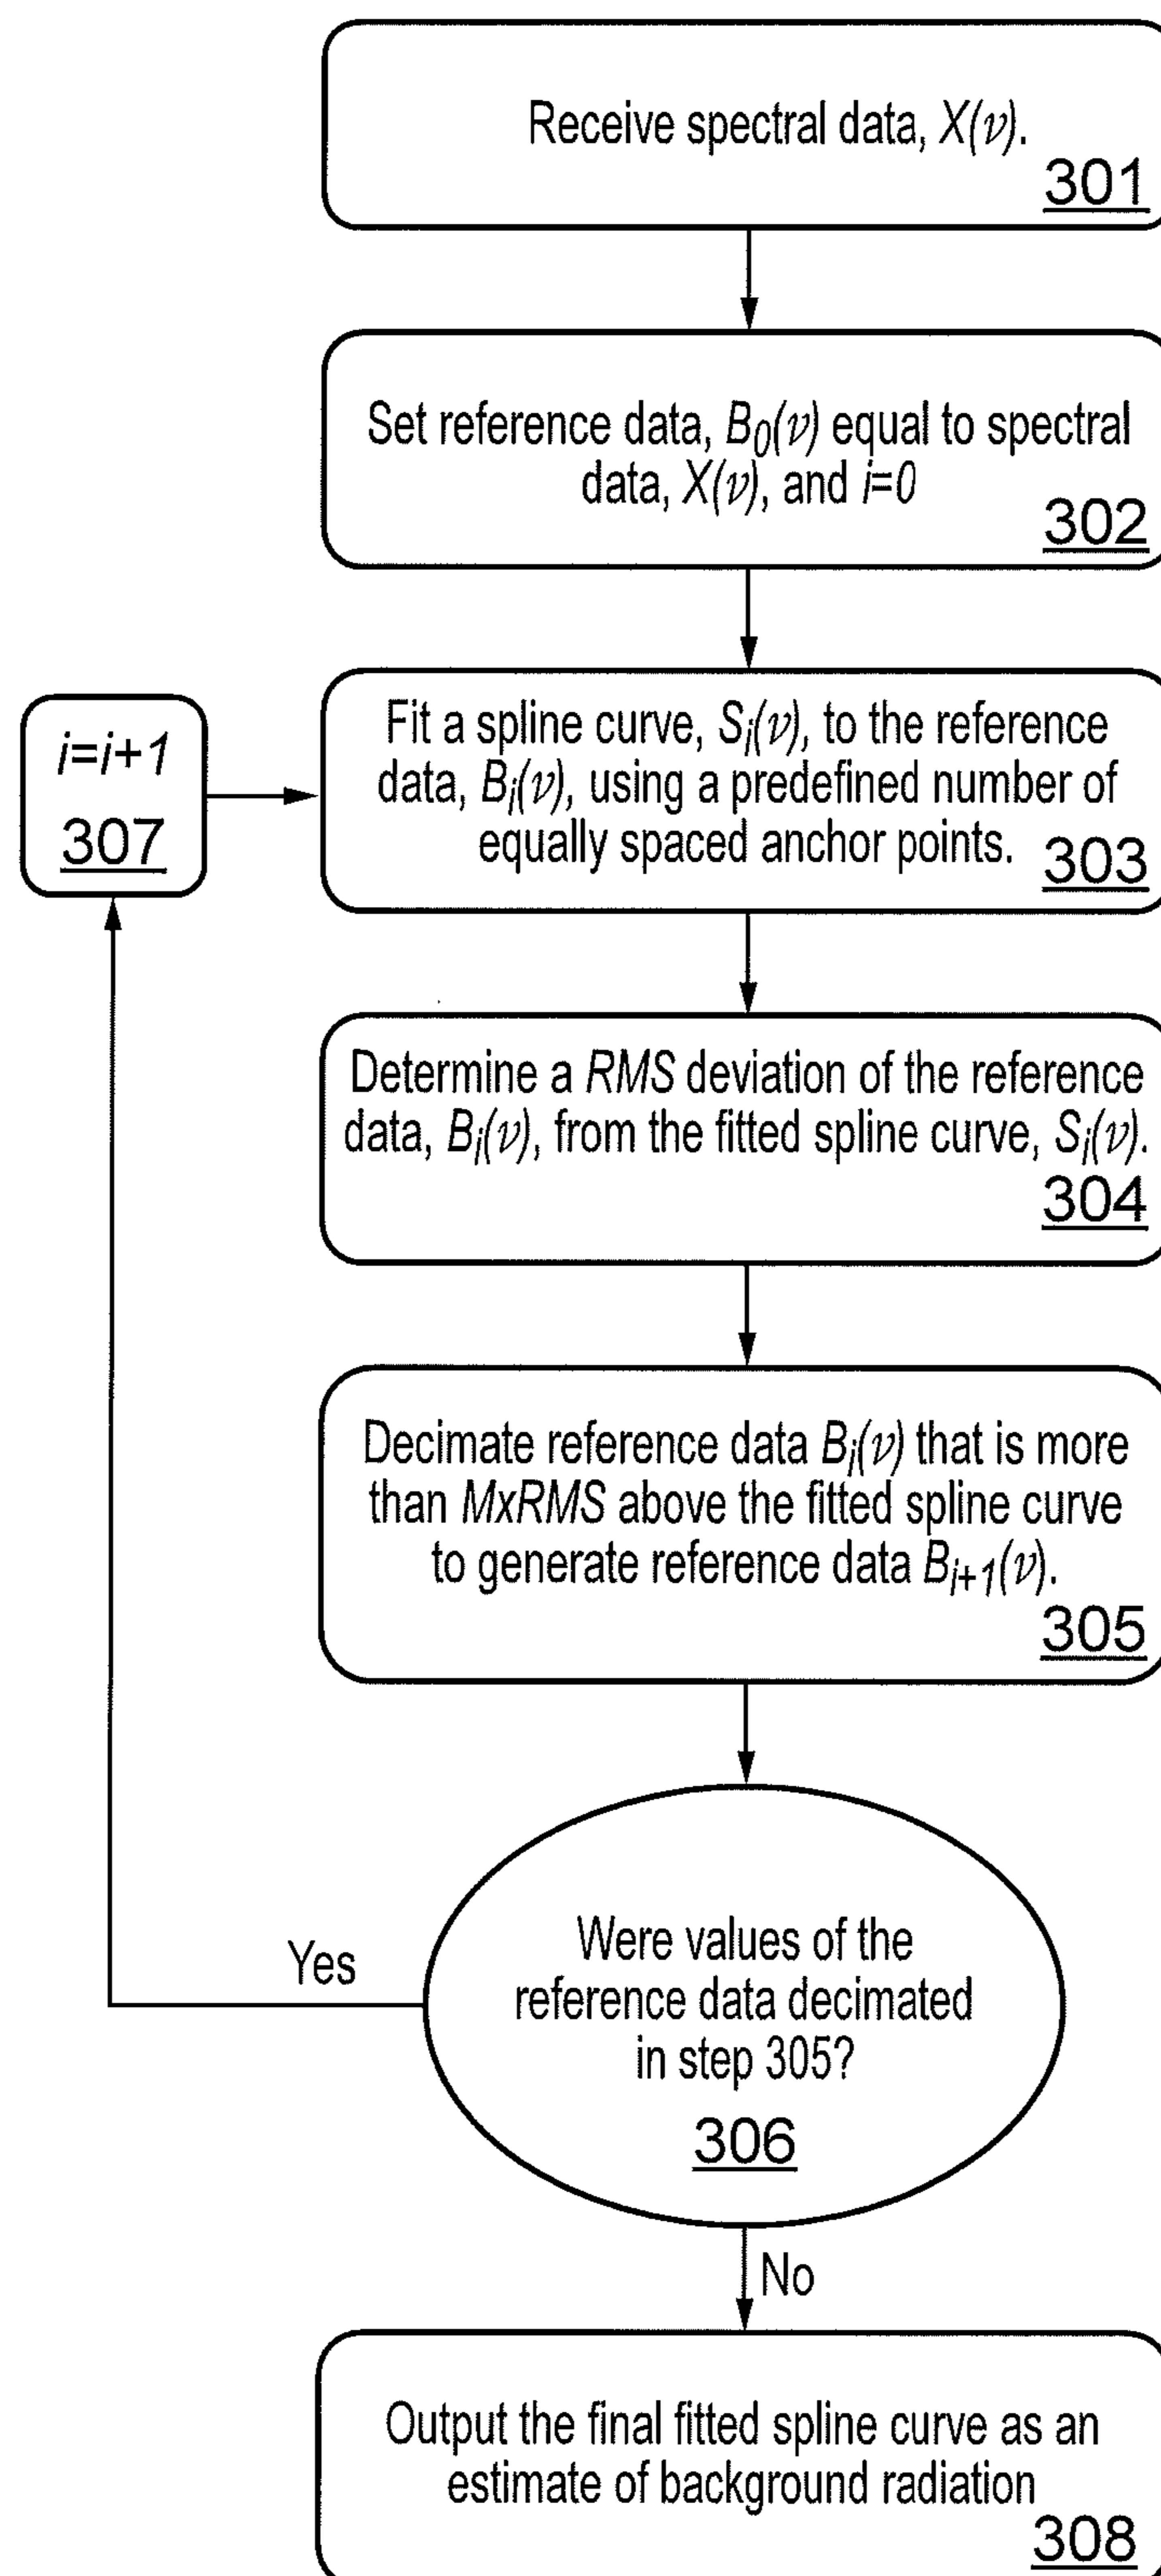 Receive spectral data, X(ν).
301
Set reference data, B0(ν) equal to spectral
data, X(ν), and i=0
302
i=i+1
307
Fit a spline curve, Si(ν), to the reference
data, Bi(ν), using a predefined number of
equally spaced anchor points.
303
Determine a RMS deviation of the reference
data, Bi(ν), from the fitted spline curve, Si(ν).
304
Decimate reference data Bi(ν) that is more
than MxRMS above the fitted spline curve
to generate reference data Bi+1(ν).
305
Yes
Were values of the
reference data decimated
in step 305?
306
No
Output the final fitted spline curve as an
estimate of background radiation
308